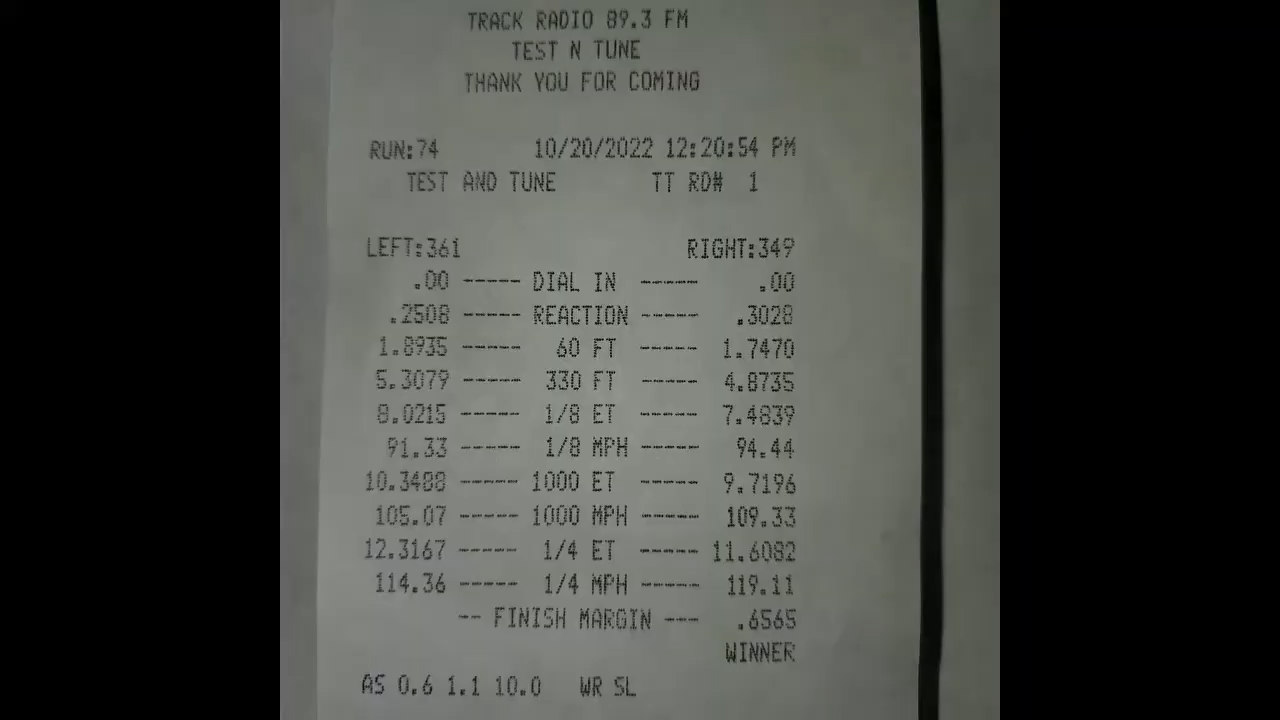 TRACK RADIO 89.3 FM
TEST N TUNE
THANK YOU FOR COMING
RUN:74 10/20/2022 12:20:54 PM
TEST AND TUNE TT RD# 1
LEFT:361 RIGHT:349
.00 ----- DIAL IN ----- .00
.2508 ----- REACTION ----- .3028
1.8935 ----- 60 FT ----- 1.7470
5.3079 ----- 330 FT ----- 4.8735
8.0215 ----- 1/8 ET ----- 7.4839
91.33 ----- 1/8 MPH ----- 94.44
10.3488 ----- 1000 ET ----- 9.7196
105.07 ----- 1000 MPH ----- 109.33
12.3167 ----- 1/4 ET ----- 11.6082
114.36 ----- 1/4 MPH ----- 119.11
-- FINISH MARGIN --- .6565
WINNER
AS 0.6 1.1 10.0 WR SL